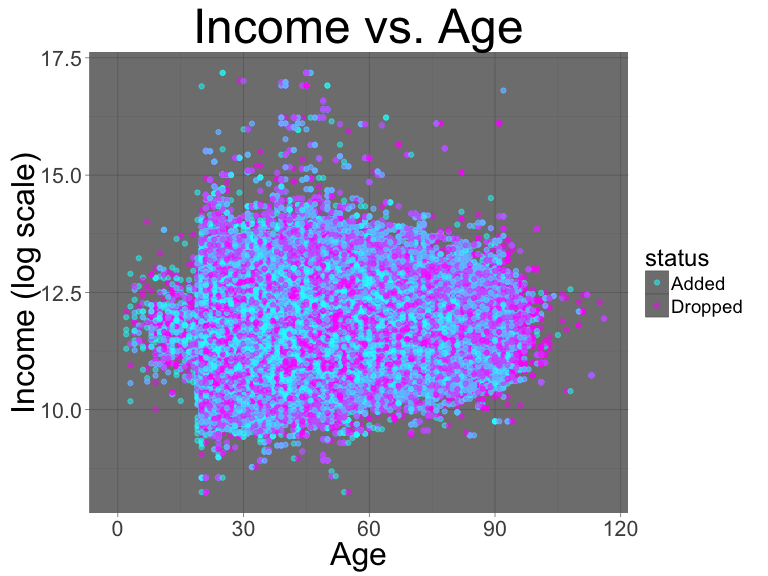 Income vs. Age
Income (log scale)
17.5
15.0
12.5
10.0
0 30 60 90 120
Age
status
Added
Dropped